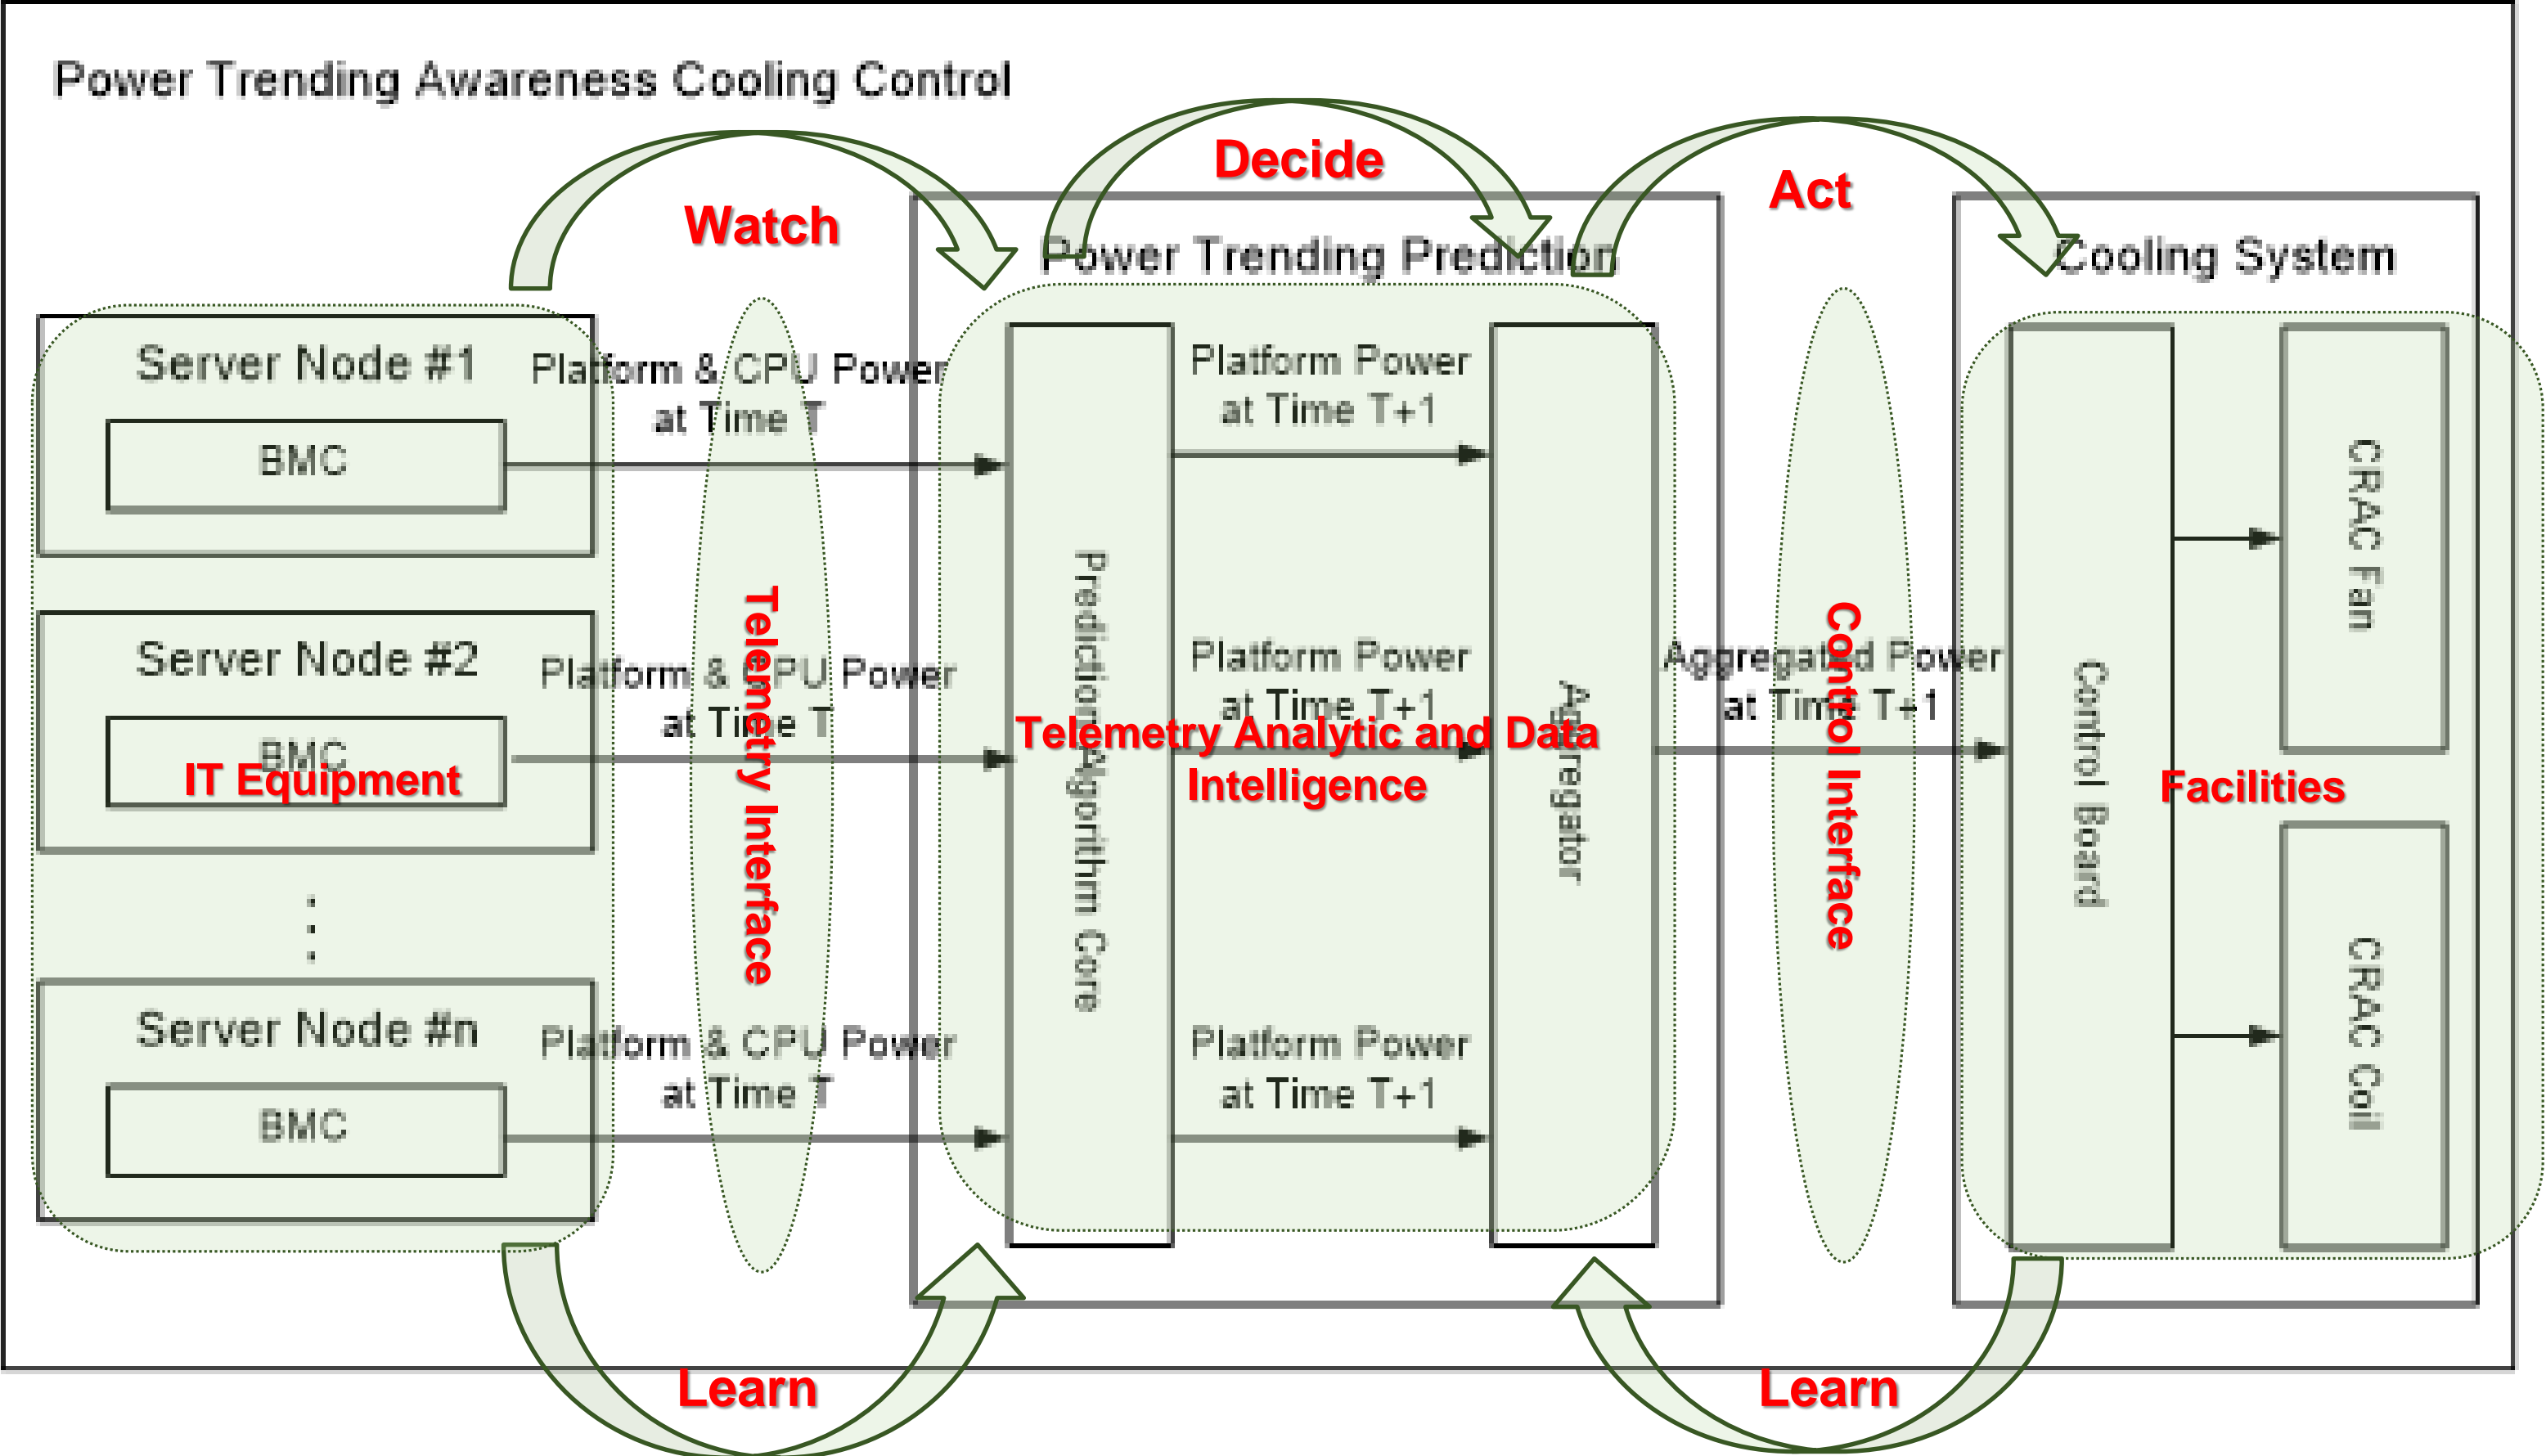 Power Trending Awareness Cooling Control
Watch
Decide
Act
Power Trending Prediction
Cooling System
Server Node #1
BMC
Platform & CPU Power
at Time T
Platform Power
at Time T+1
Server Node #2
BMC
IT Equipment
Platform & CPU Power
at Time T
Telemetry Interface
Prediction Algorithm Core
Platform Power
at Time T+1
Telemetry Analytic and Data
Intelligence
Aggregator
Aggregated Power
at Time T+1
Control Interface
Control Board
Facilities
CRAC Fan
CRAC Coil
Server Node #n
BMC
Platform & CPU Power
at Time T
Platform Power
at Time T+1
Learn
Learn